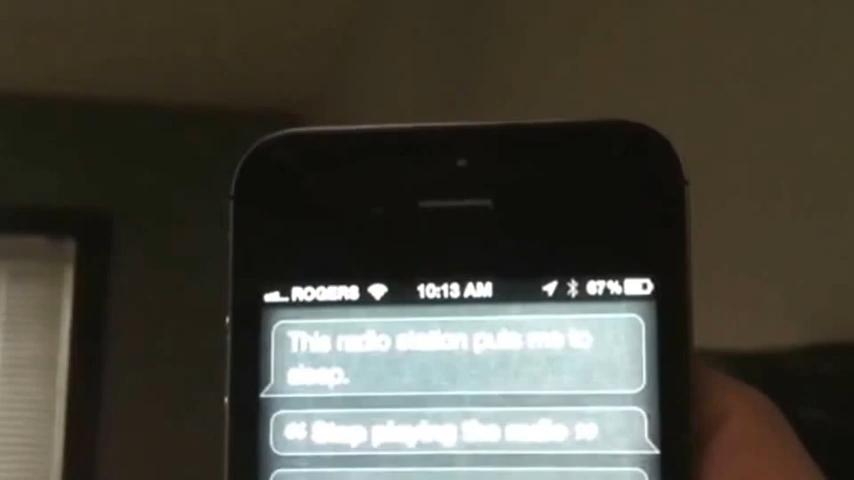 ROGERS 10:13 AM 67%
This radio station puts me to
sleep.
“ Stop playing the radio ”